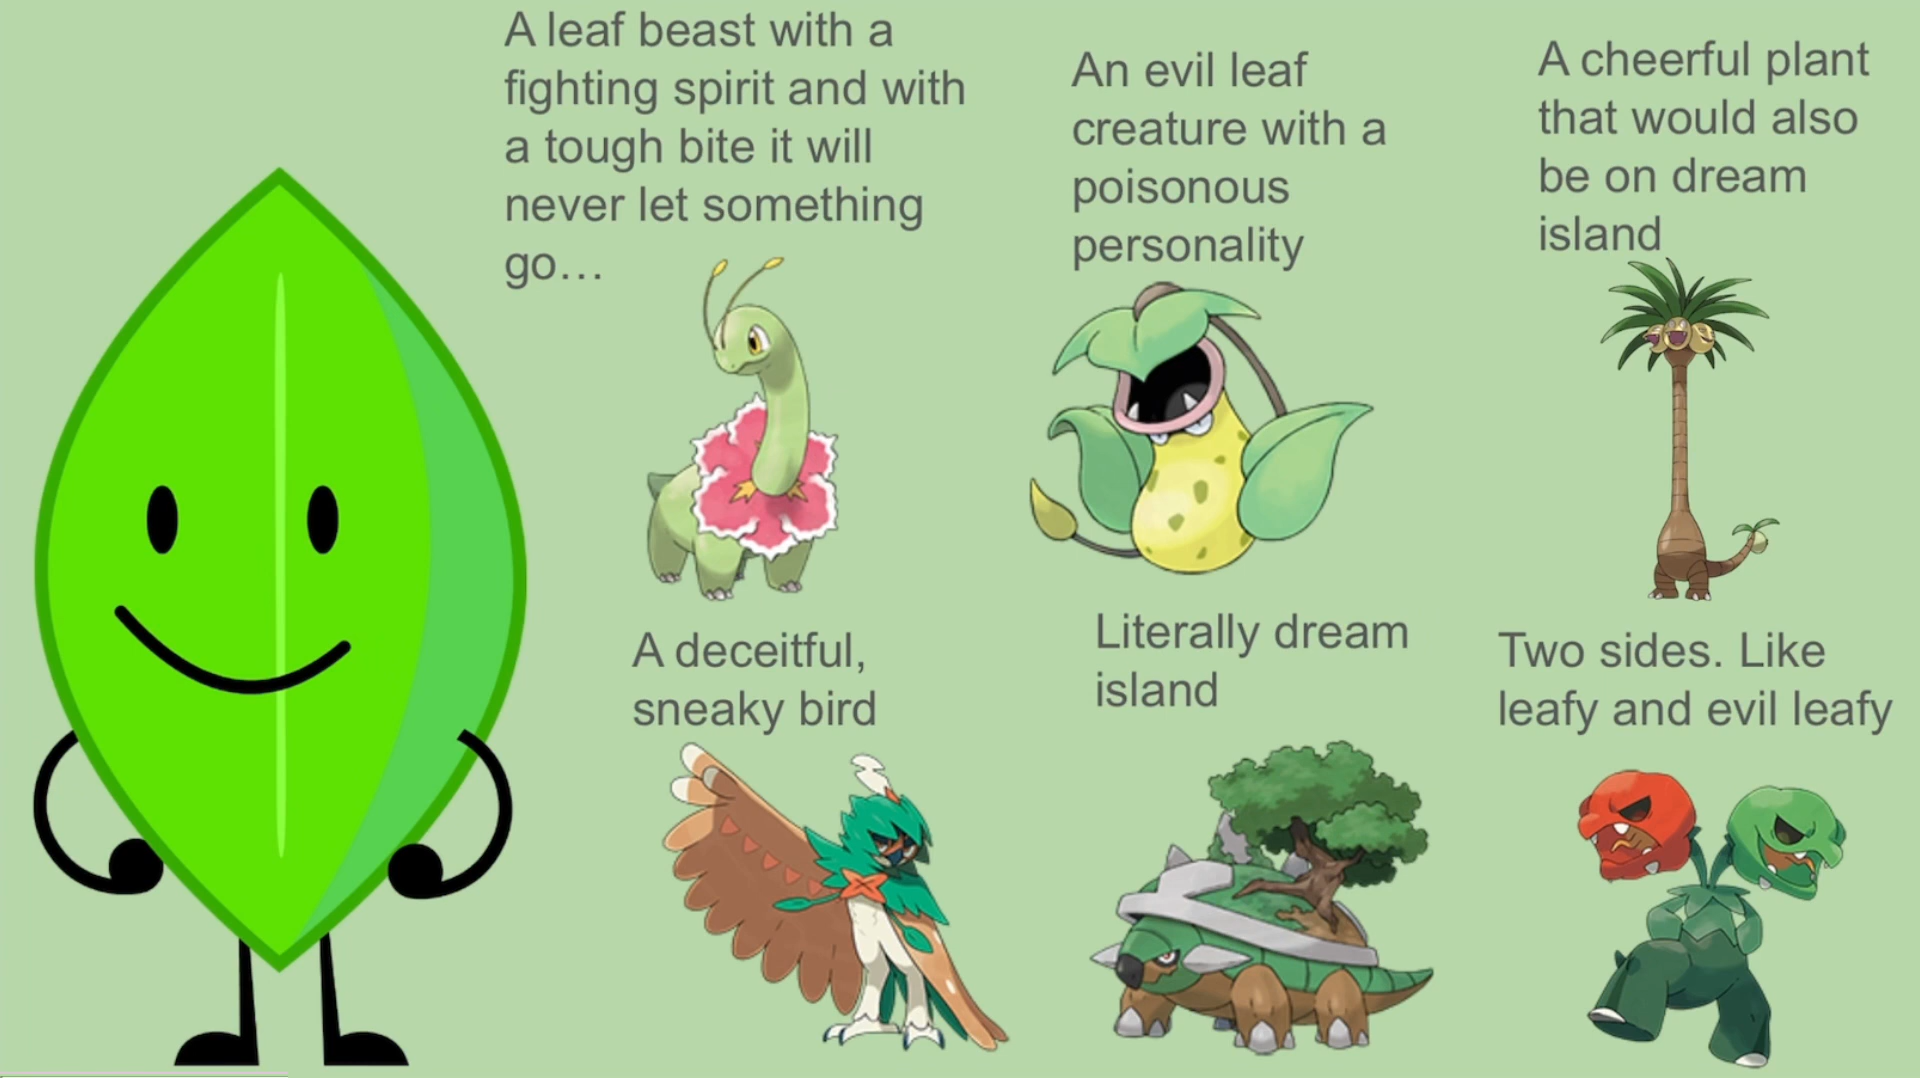 A leaf beast with a
fighting spirit and with
a tough bite it will
never let something
go…
An evil leaf
creature with a
poisonous
personality
A cheerful plant
that would also
be on dream
island
A deceitful,
sneaky bird
Literally dream
island
Two sides. Like
leafy and evil leafy